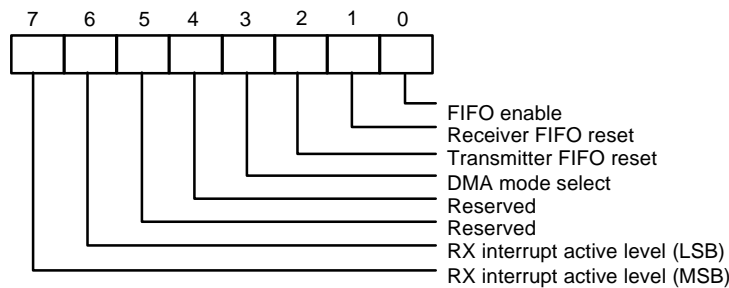 7 6 5 4 3 2 1 0
FIFO enable
Receiver FIFO reset
Transmitter FIFO reset
DMA mode select
Reserved
Reserved
RX interrupt active level (LSB)
RX interrupt active level (MSB)